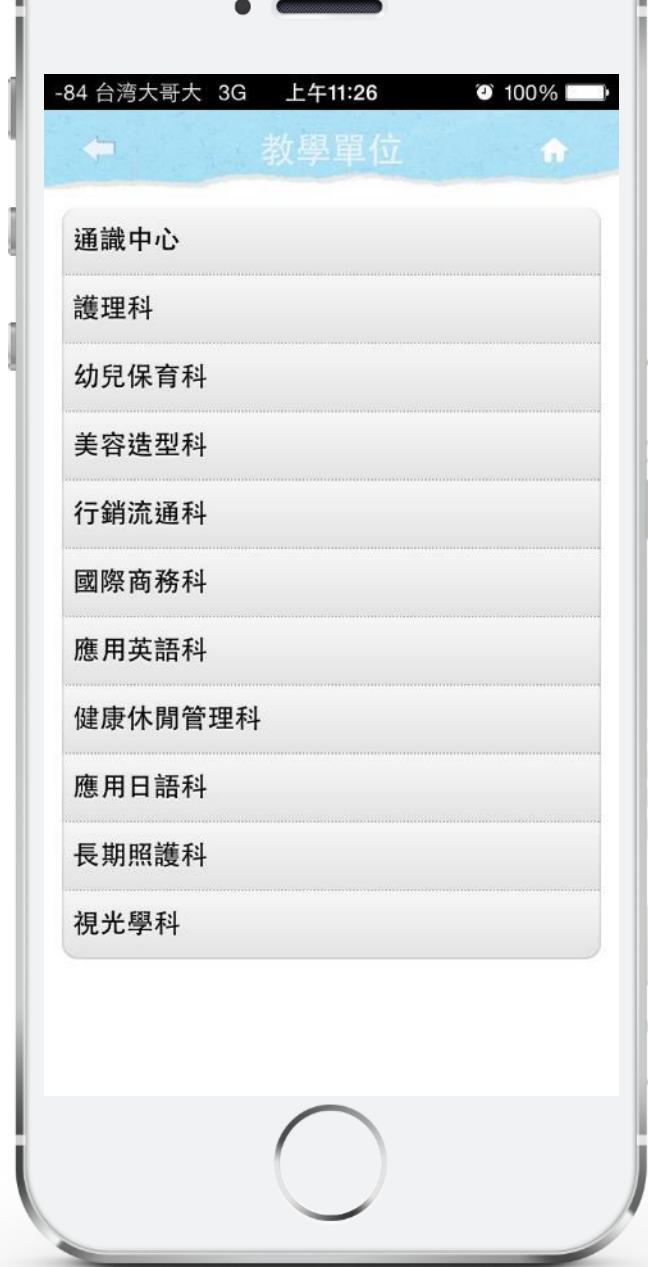 -84 台湾大哥大 3G 上午11:26 100%
教學單位
通識中心
護理科
幼兒保育科
美容造型科
行銷流通科
國際商務科
應用英語科
健康休閒管理科
應用日語科
長期照護科
視光學科